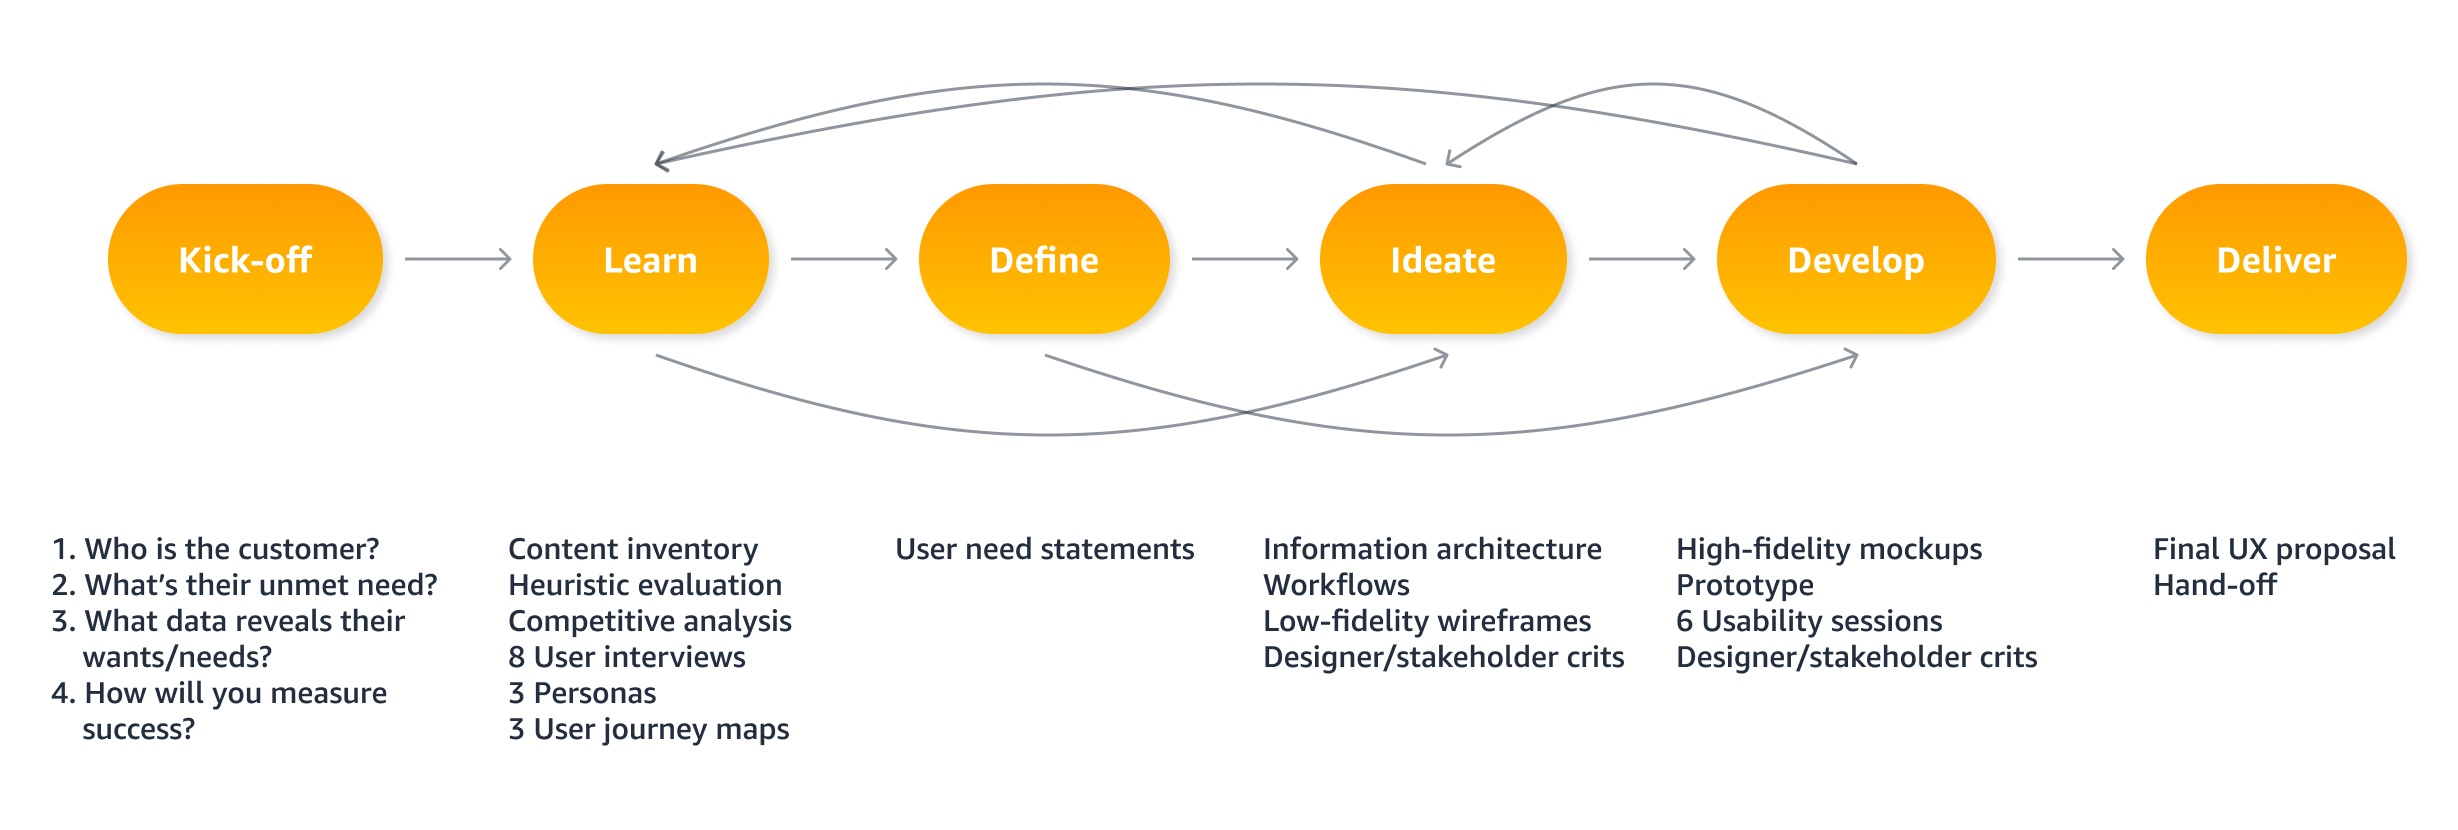 Kick-off
Learn
Define
Ideate
Develop
Deliver
1. Who is the customer?
2. What's their unmet need?
3. What data reveals their
wants/needs?
4. How will you measure
success?
Content inventory
Heuristic evaluation
Competitive analysis
8 User interviews
3 Personas
3 User journey maps
User need statements
Information architecture
Workflows
Low-fidelity wireframes
Designer/stakeholder crits
High-fidelity mockups
Prototype
6 Usability sessions
Designer/stakeholder crits
Final UX proposal
Hand-off